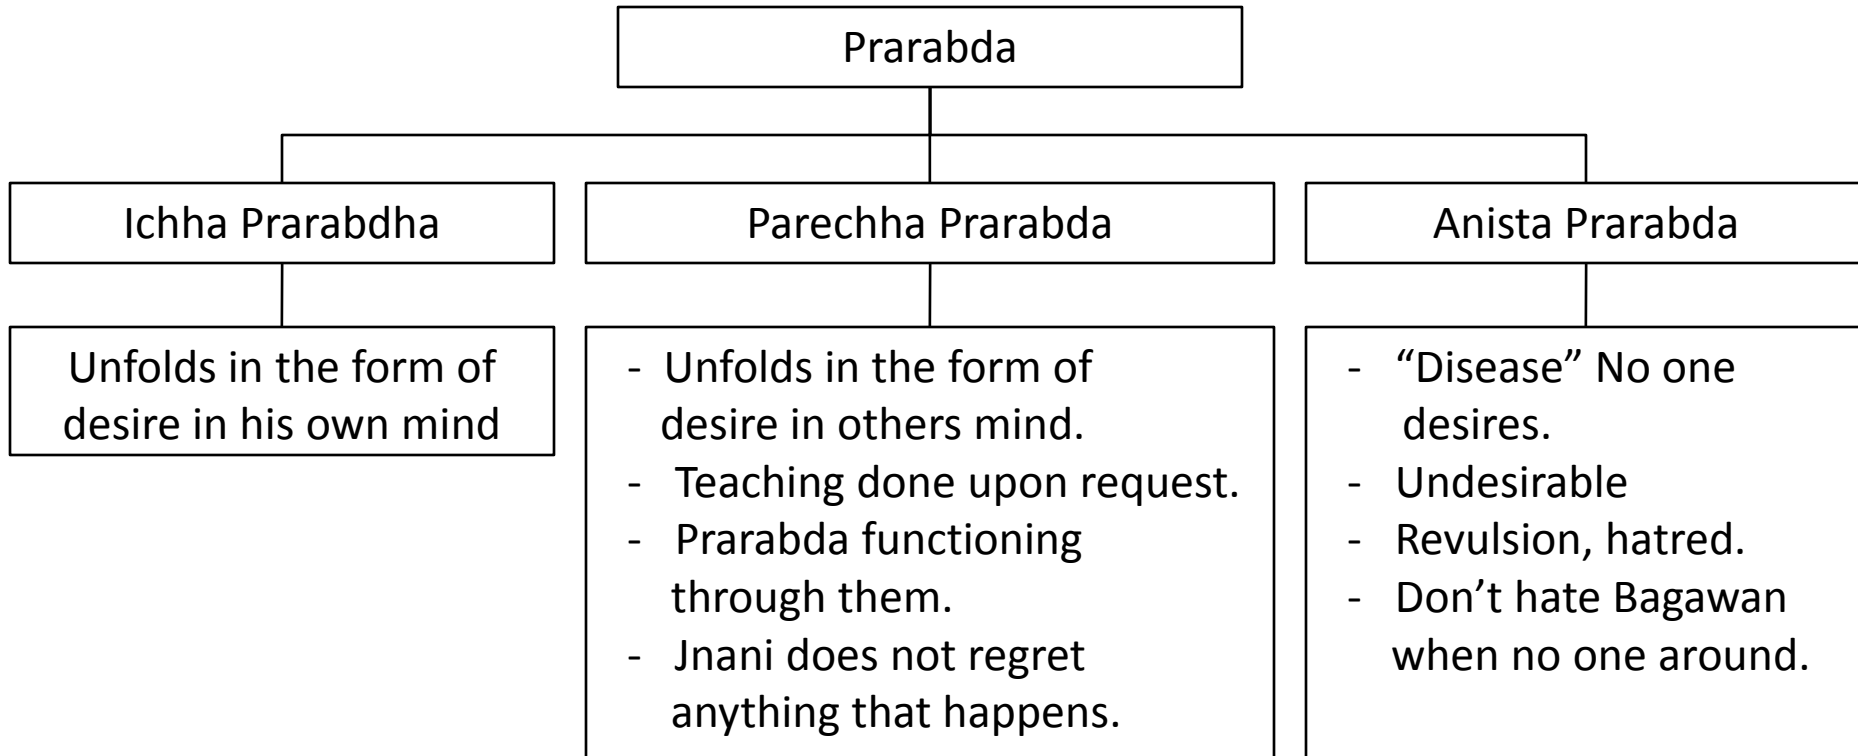 Prarabda
Ichha Prarabdha
Parechha Prarabda
Anista Prarabda
Unfolds in the form of
desire in his own mind
- Unfolds in the form of
desire in others mind.
- Teaching done upon request.
- Prarabda functioning
through them.
- Jnani does not regret
anything that happens.
- “Disease” No one
desires.
- Undesirable
- Revulsion, hatred.
- Don’t hate Bagawan
when no one around.